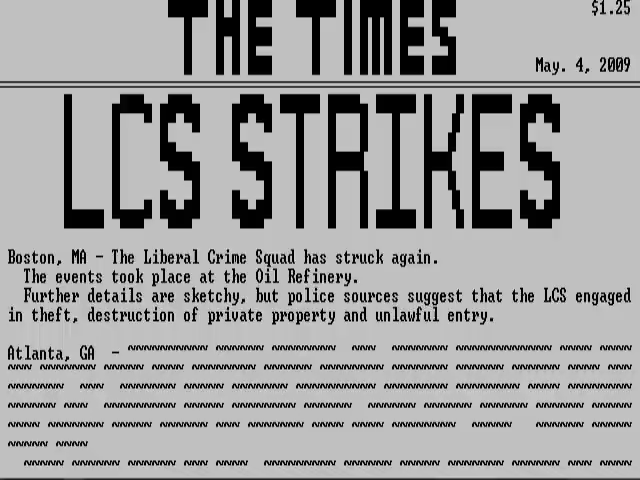 $1.25
THE TIMES
May. 4, 2009
LCS STRIKES
Boston, MA - The Liberal Crime Squad has struck again.
The events took place at the Oil Refinery.
Further details are sketchy, but police sources suggest that the LCS engaged
in theft, destruction of private property and unlawful entry.
Atlanta, GA -